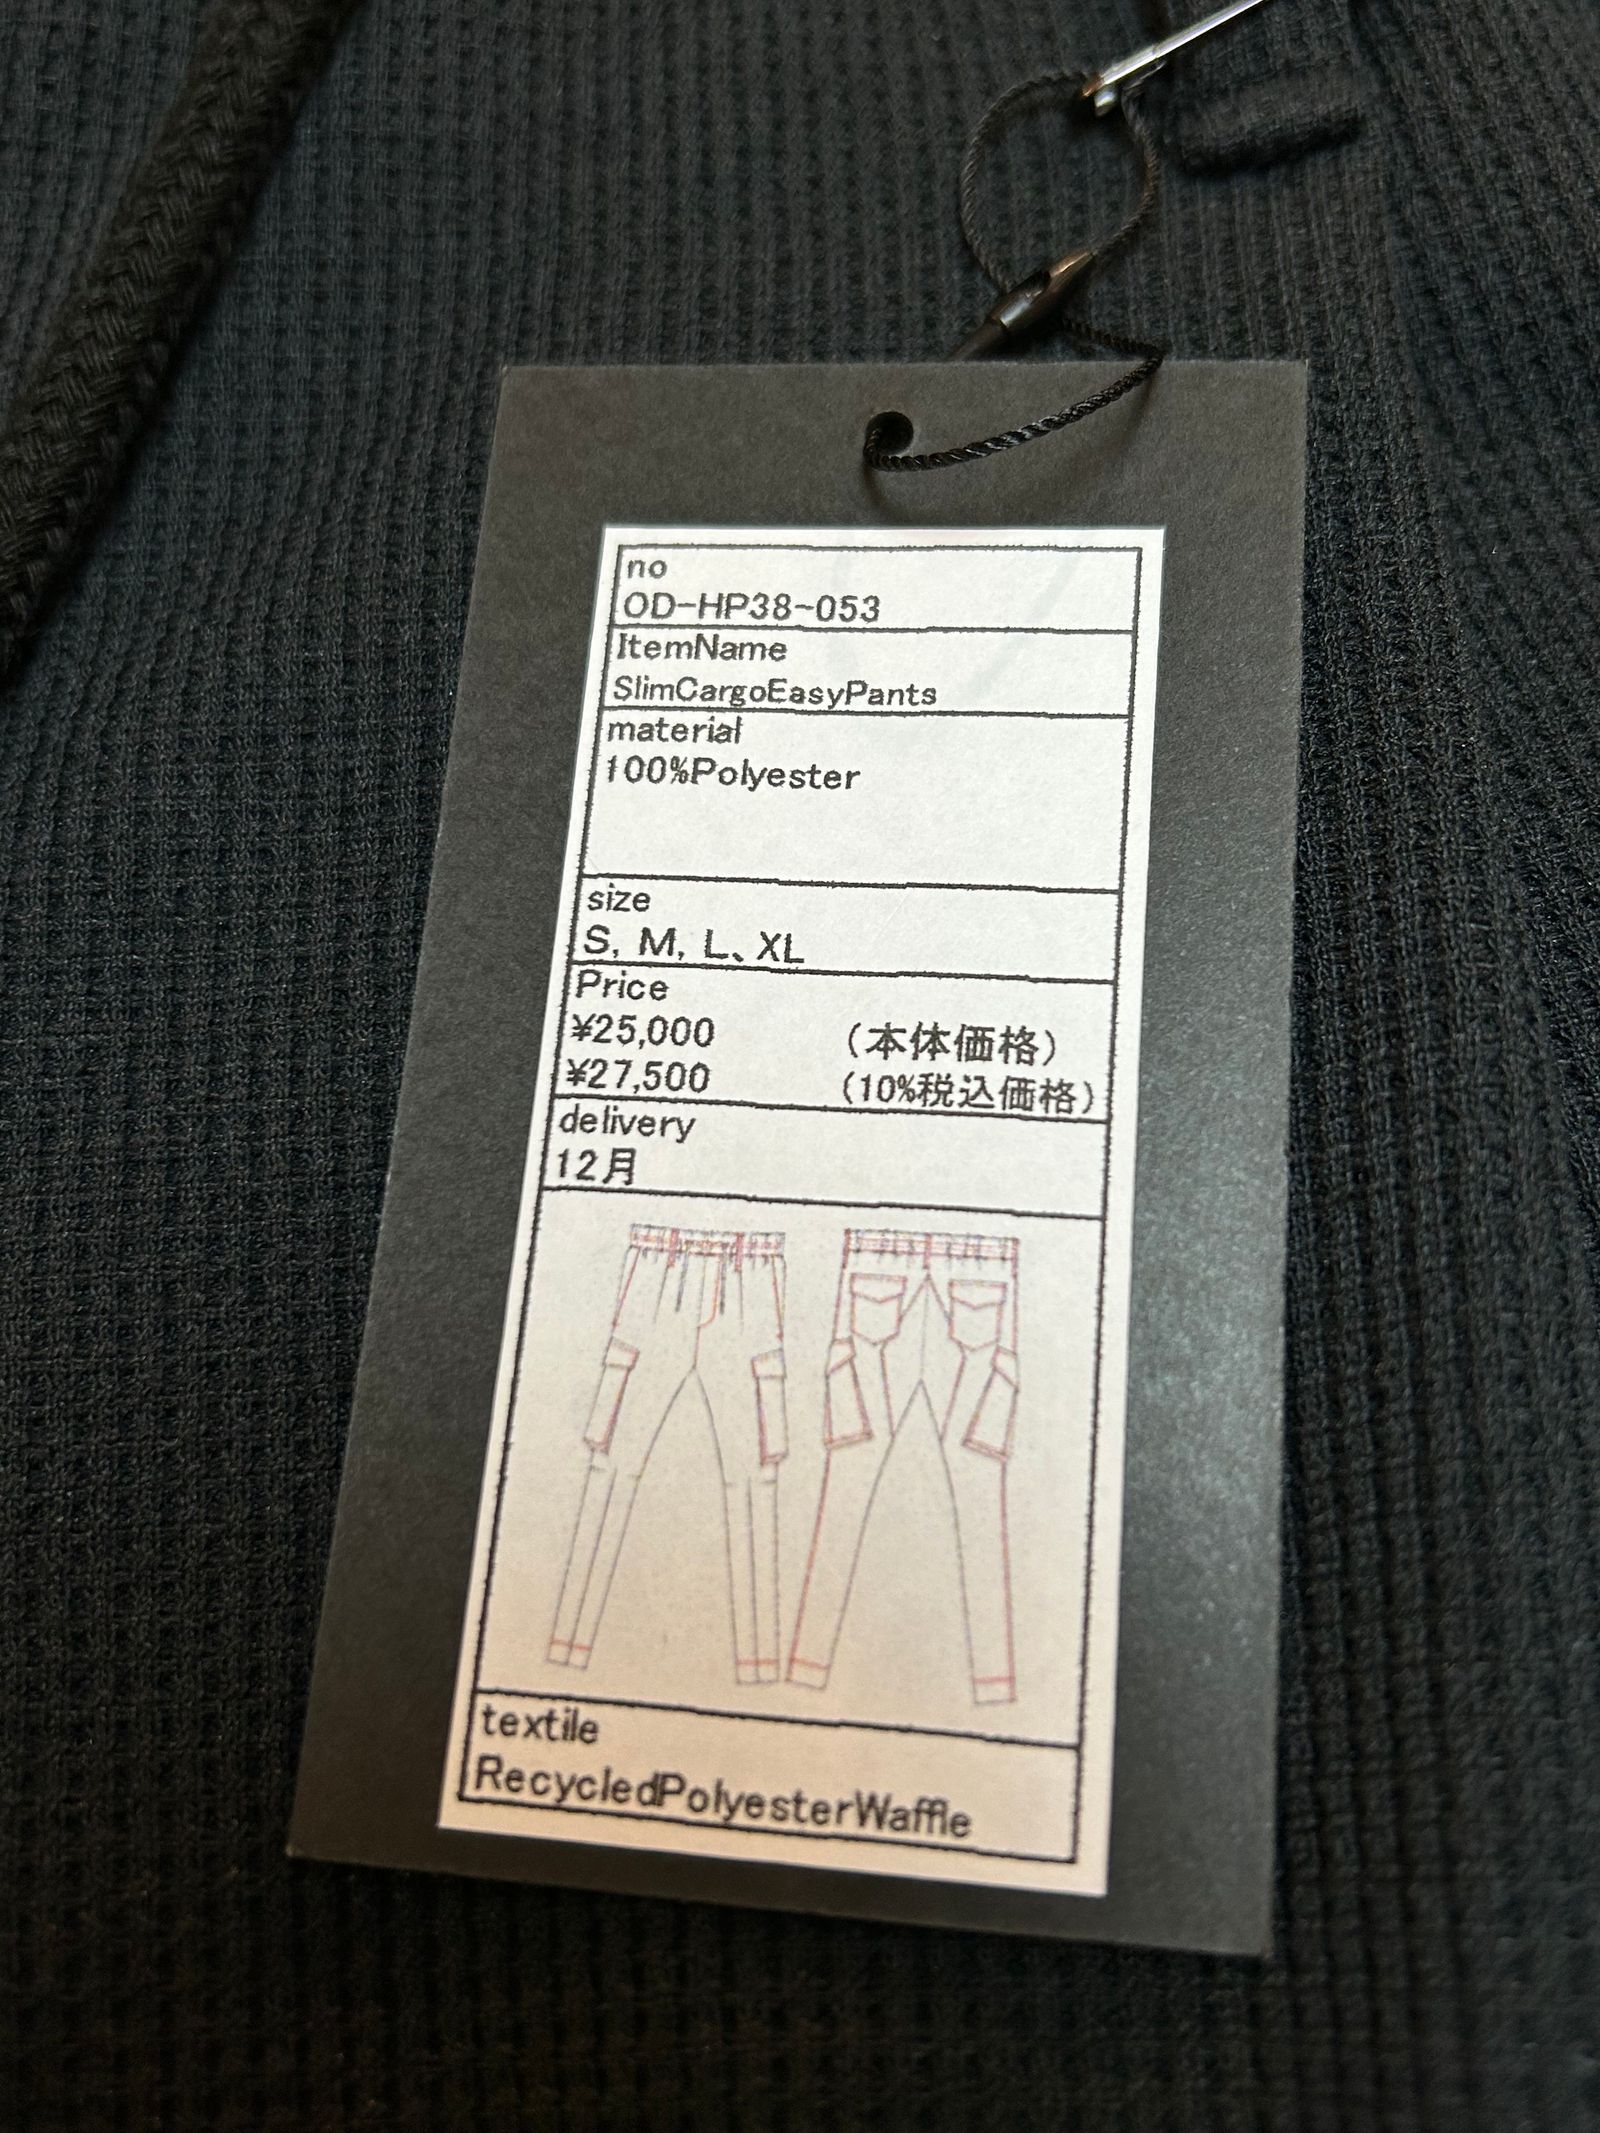 no
OD-HP38-053
ItemName
SlimCargoEasyPants
material
100%Polyester
size
S, M, L、XL
Price
¥25,000 (本体価格)
¥27,500 (10%税込価格)
delivery
12月
textile
RecycledPolyesterWaffle